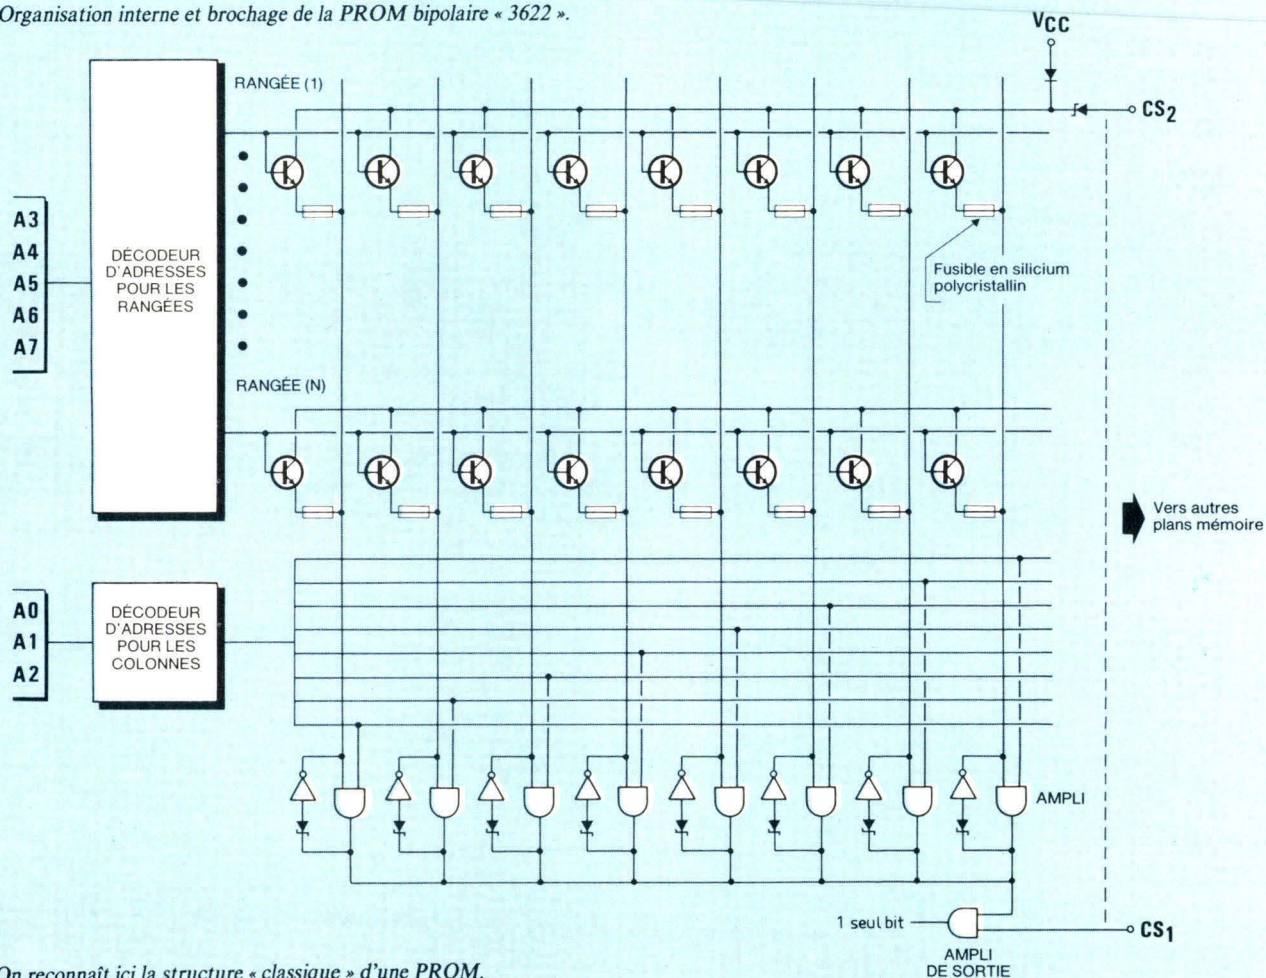 Organisation interne et brochage de la PROM bipolaire « 3622 ».
VCC
RANGÉE (1)
CS2
A3
A4
A5
A6
A7
DÉCODEUR
D'ADRESSES
POUR LES
RANGÉES
Fusible en silicium
polycristallin
RANGÉE (N)
Vers autres
plans mémoire
A0
A1
A2
DÉCODEUR
D'ADRESSES
POUR LES
COLONNES
AMPLI
1 seul bit
CS1
AMPLI
DE SORTIE
On reconnaît ici la structure « classique » d'une PROM.